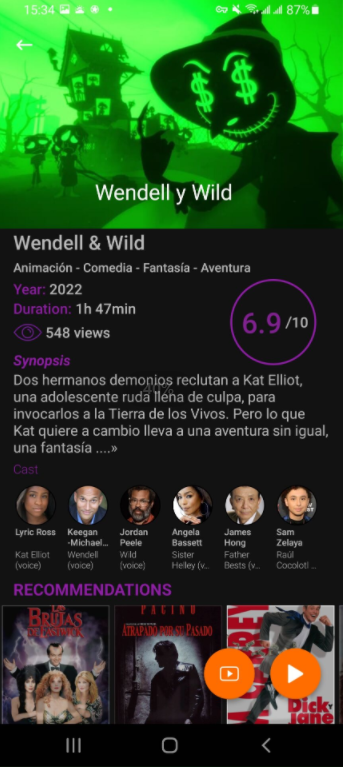 15:34
87%
Wendell y Wild
Wendell & Wild
Animación - Comedia - Fantasía - Aventura
Year: 2022
Duration: 1h 47min
548 views
6.9 /10
Synopsis
Dos hermanos demonios reclutan a Kat Elliot,
una adolescente ruda llena de culpa, para
invocarlos a la Tierra de los Vivos. Pero lo que
Kat quiere a cambio lleva a una aventura sin igual,
una fantasía ....»
40%
Cast
Lyric Ross
Kat Elliot
(voice)
Keegan
-Michael...
Wendell
(voice)
Jordan
Peele
Wild
(voice)
Angela
Bassett
Sister
Helley (v...
James
Hong
Father
Bests (v...
Sam
Zelaya
Raúl
Cocolotl ...
RECOMMENDATIONS
Las
BRUJAS
DE EASTWICK
PACINO
ATRAPADO POR SU PASADO
CARREY
Dick
Jane